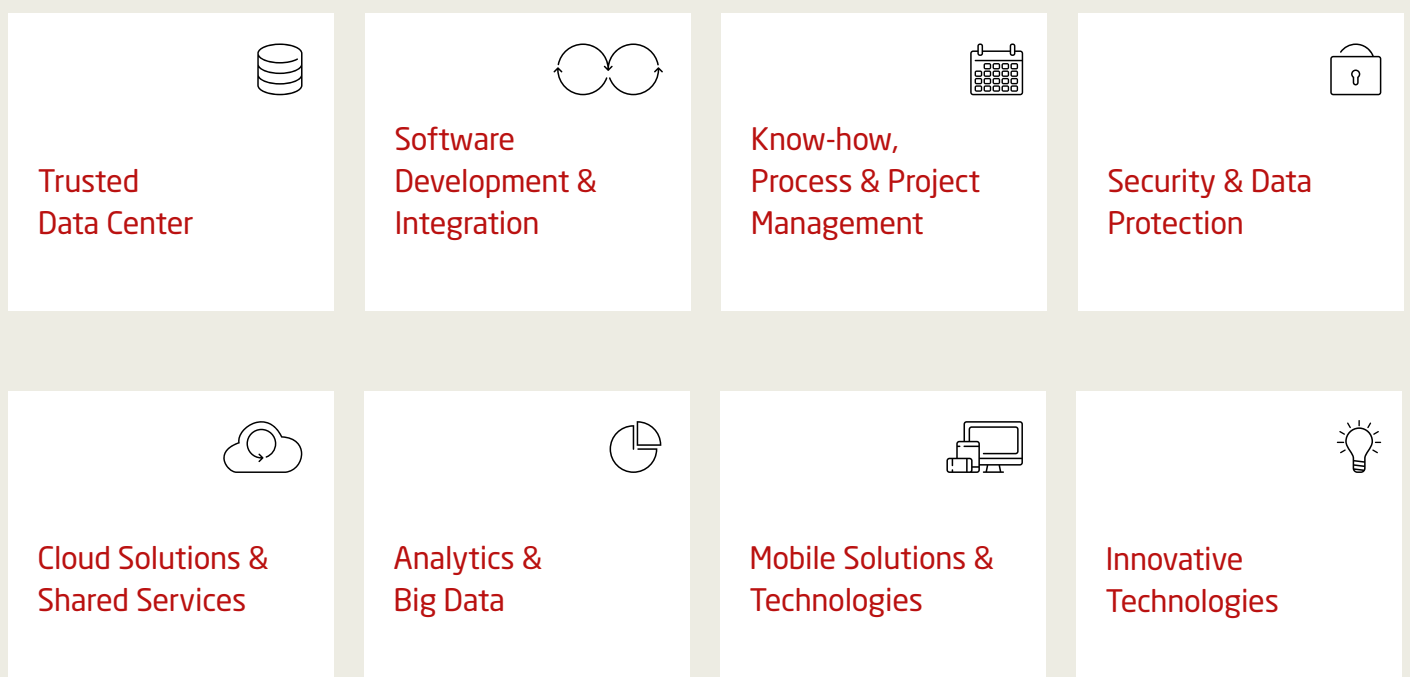 Trusted
Data Center
Software
Development &
Integration
Know-how,
Process & Project
Management
Security & Data
Protection
Cloud Solutions &
Shared Services
Analytics &
Big Data
Mobile Solutions &
Technologies
Innovative
Technologies